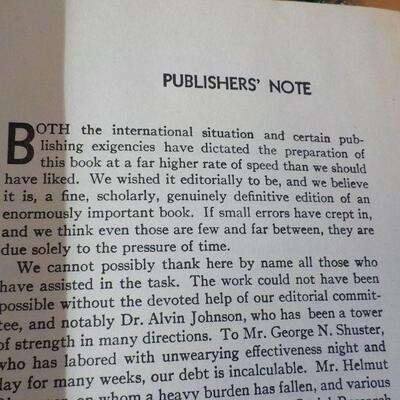 PUBLISHERS' NOTE
BOTH the international situation and certain pub-
lishing exigencies have dictated the preparation of
this book at a far higher rate of speed than we should
have liked. We wished it editorially to be, and we believe
it is, a fine, scholarly, genuinely definitive edition of an
enormously important book. If small errors have crept in,
and we think even those are few and far between, they are
due solely to the pressure of time.
We cannot possibly thank here by name all those who
have assisted in the task. The work could not have been
possible without the devoted help of our editorial commit-
tee, and notably Dr. Alvin Johnson, who has been a tower
of strength in many directions. To Mr. George N. Shuster,
who has labored with unwearying effectiveness night and
day for many weeks, our debt is incalculable. Mr. Helmut
on whom a heavy burden has fallen, and various
Social Research